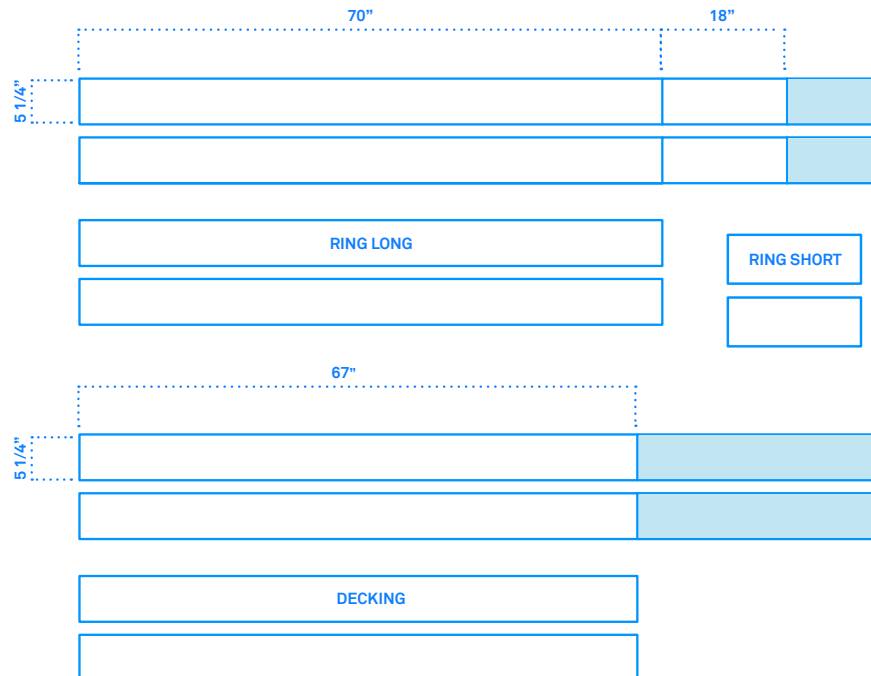 70”
18”
5 1/4”
RING LONG
RING SHORT
67”
5 1/4”
DECKING